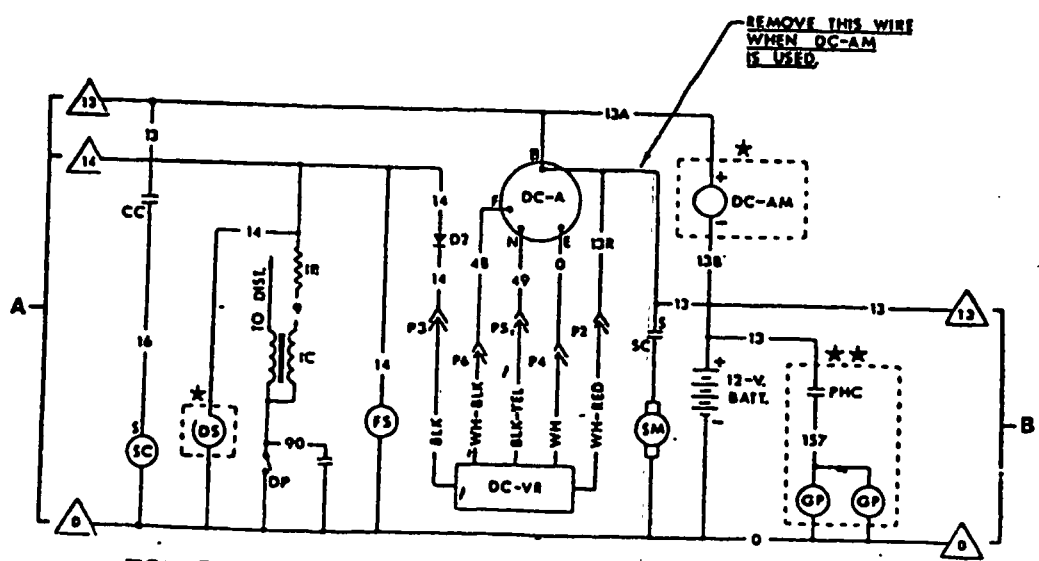 REMOVE THIS WIRE
WHEN DC-AM
IS USED.
13
13A
13
14
B
★
+
DC-A
DC-AM
CC
F
14
-
14
D7
N
E
13R
13B
IR
48
49
0
14
TO DIST.
A
9
13
13
13
P3
P5
P2
S
SC
16
IC
P6
P4
13
★★
14
+
12-V.
BATT.
-
PHC
★
BLK
WH-BLK
BLK-YEL
WH
WH-RED
B
S
SC
DS
FS
SM
157
90
DP
DC-VR
GP
GP
0
0
0